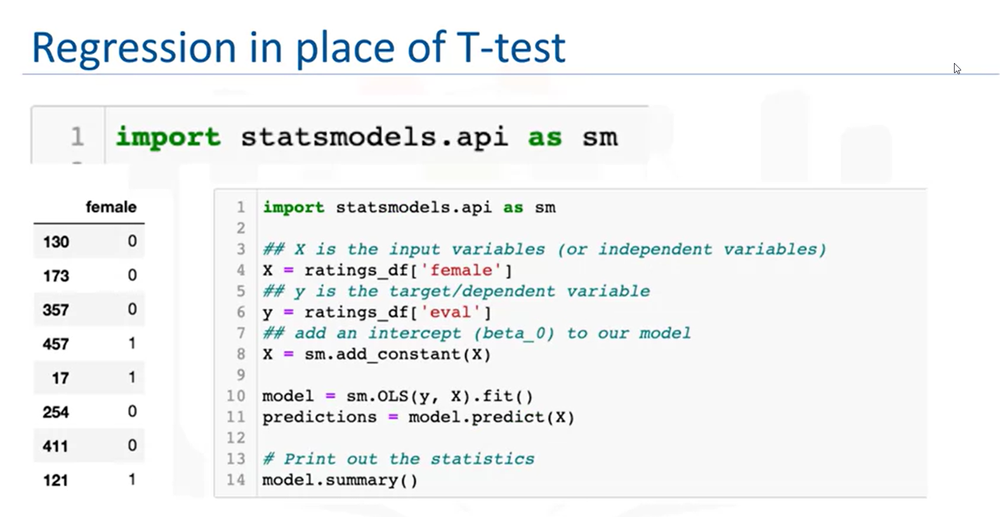 Regression in place of T-test
1 import statsmodels.api as sm
female
130 0
173 0
357 0
457 1
17 1
254 0
411 0
121 1
1 import statsmodels.api as sm
2
3 ## X is the input variables (or independent variables)
4 X = ratings_df['female']
5 ## y is the target/dependent variable
6 y = ratings_df['eval']
7 ## add an intercept (beta_0) to our model
8 X = sm.add_constant(X)
9
10 model = sm.OLS(y, X).fit()
11 predictions = model.predict(X)
12
13 # Print out the statistics
14 model.summary()